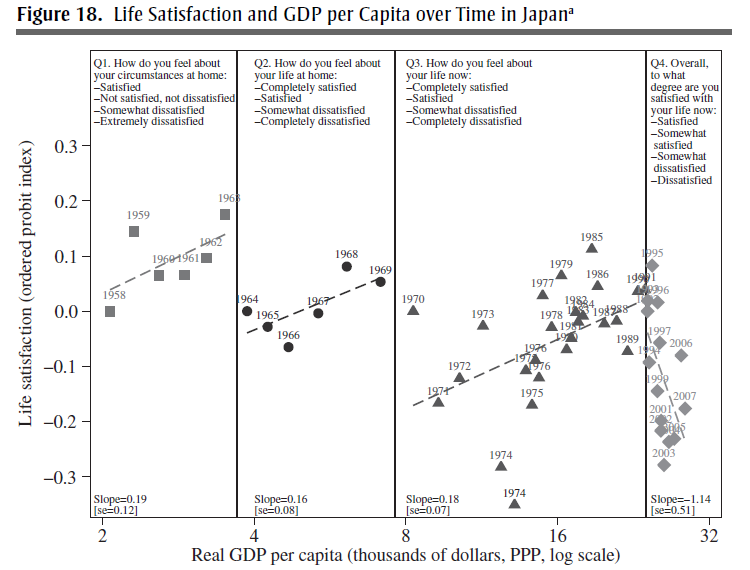 Figure 18. Life Satisfaction and GDP per Capita over Time in Japanª
Q1. How do you feel about
your circumstances at home:
–Satisfied
–Not satisfied, not dissatisfied
–Somewhat dissatisfied
–Extremely dissatisfied
Q2. How do you feel about
your life at home:
–Completely satisfied
–Satisfied
–Somewhat dissatisfied
–Completely dissatisfied
Q3. How do you feel about
your life now:
–Completely satisfied
–Satisfied
–Somewhat dissatisfied
–Completely dissatisfied
Q4. Overall,
to what
degree are you
satisfied with
your life now:
–Satisfied
–Somewhat
satisfied
–Somewhat
dissatisfied
–Dissatisfied
Life satisfaction (ordered probit index)
0.3
0.2
0.1
0.0
–0.1
–0.2
–0.3
1958
1959
1960
1961
1962
1963
1964
1965
1966
1967
1968
1969
1970
1971
1972
1973
1974
1974
1975
1976
1976
1977
1978
1979
1982
1985
1986
1987
1988
1989
1991
1994
1995
1997
1999
2001
2003
2006
2007
Slope=0.19
[se=0.12]
Slope=0.16
[se=0.08]
Slope=0.18
[se=0.07]
Slope=–1.14
[se=0.51]
2
4
8
16
32
Real GDP per capita (thousands of dollars, PPP, log scale)